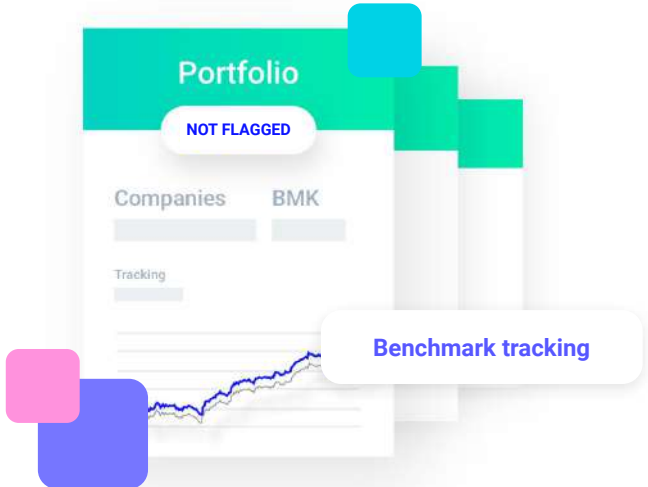 Portfolio
NOT FLAGGED
Companies BMK
Tracking
Benchmark tracking